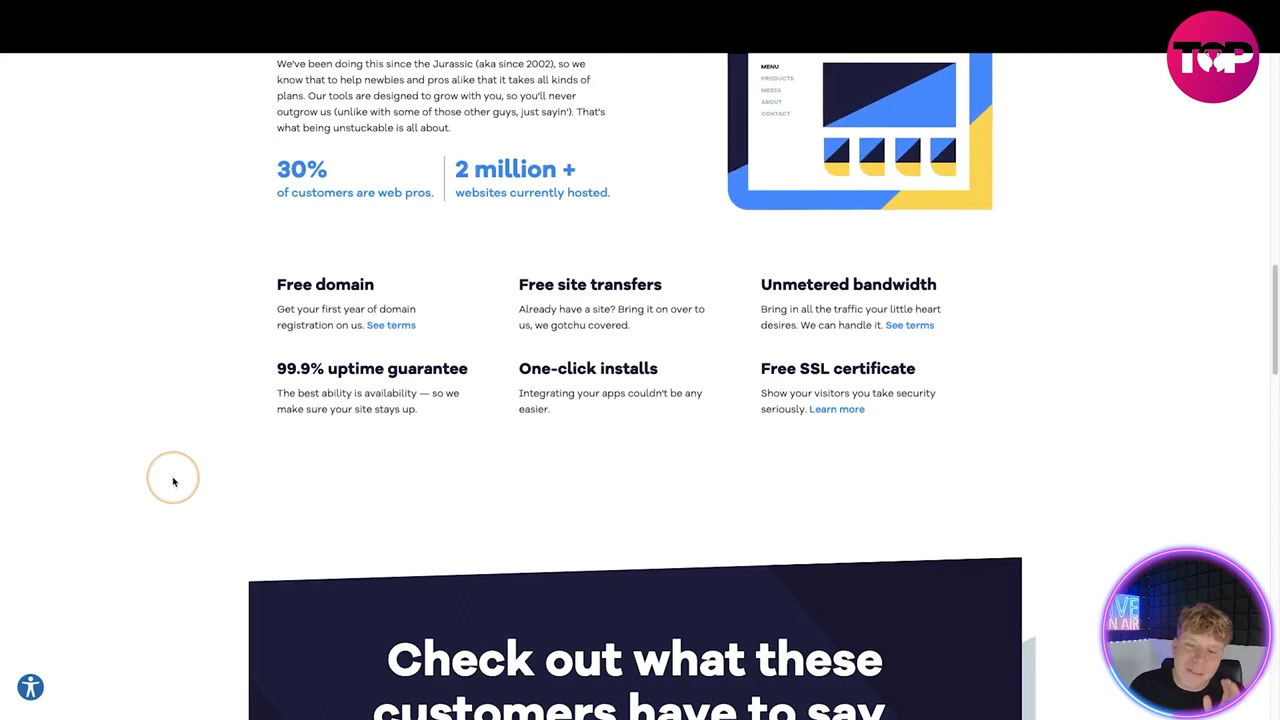 TOP
We've been doing this since the Jurassic (aka since 2002), so we
know that to help newbies and pros alike that it takes all kinds of
plans. Our tools are designed to grow with you, so you'll never
outgrow us (unlike with some of those other guys, just sayin'). That's
what being unstuckable is all about.
30%
of customers are web pros.
2 million +
websites currently hosted.
MENU
PRODUCTS
MEDIA
ABOUT
CONTACT
Free domain
Get your first year of domain
registration on us. See terms
Free site transfers
Already have a site? Bring it on over to
us, we gotchu covered.
Unmetered bandwidth
Bring in all the traffic your little heart
desires. We can handle it. See terms
99.9% uptime guarantee
The best ability is availability — so we
make sure your site stays up.
One-click installs
Integrating your apps couldn't be any
easier.
Free SSL certificate
Show your visitors you take security
seriously. Learn more
Check out what these
customers have to say
IVE
N AIR